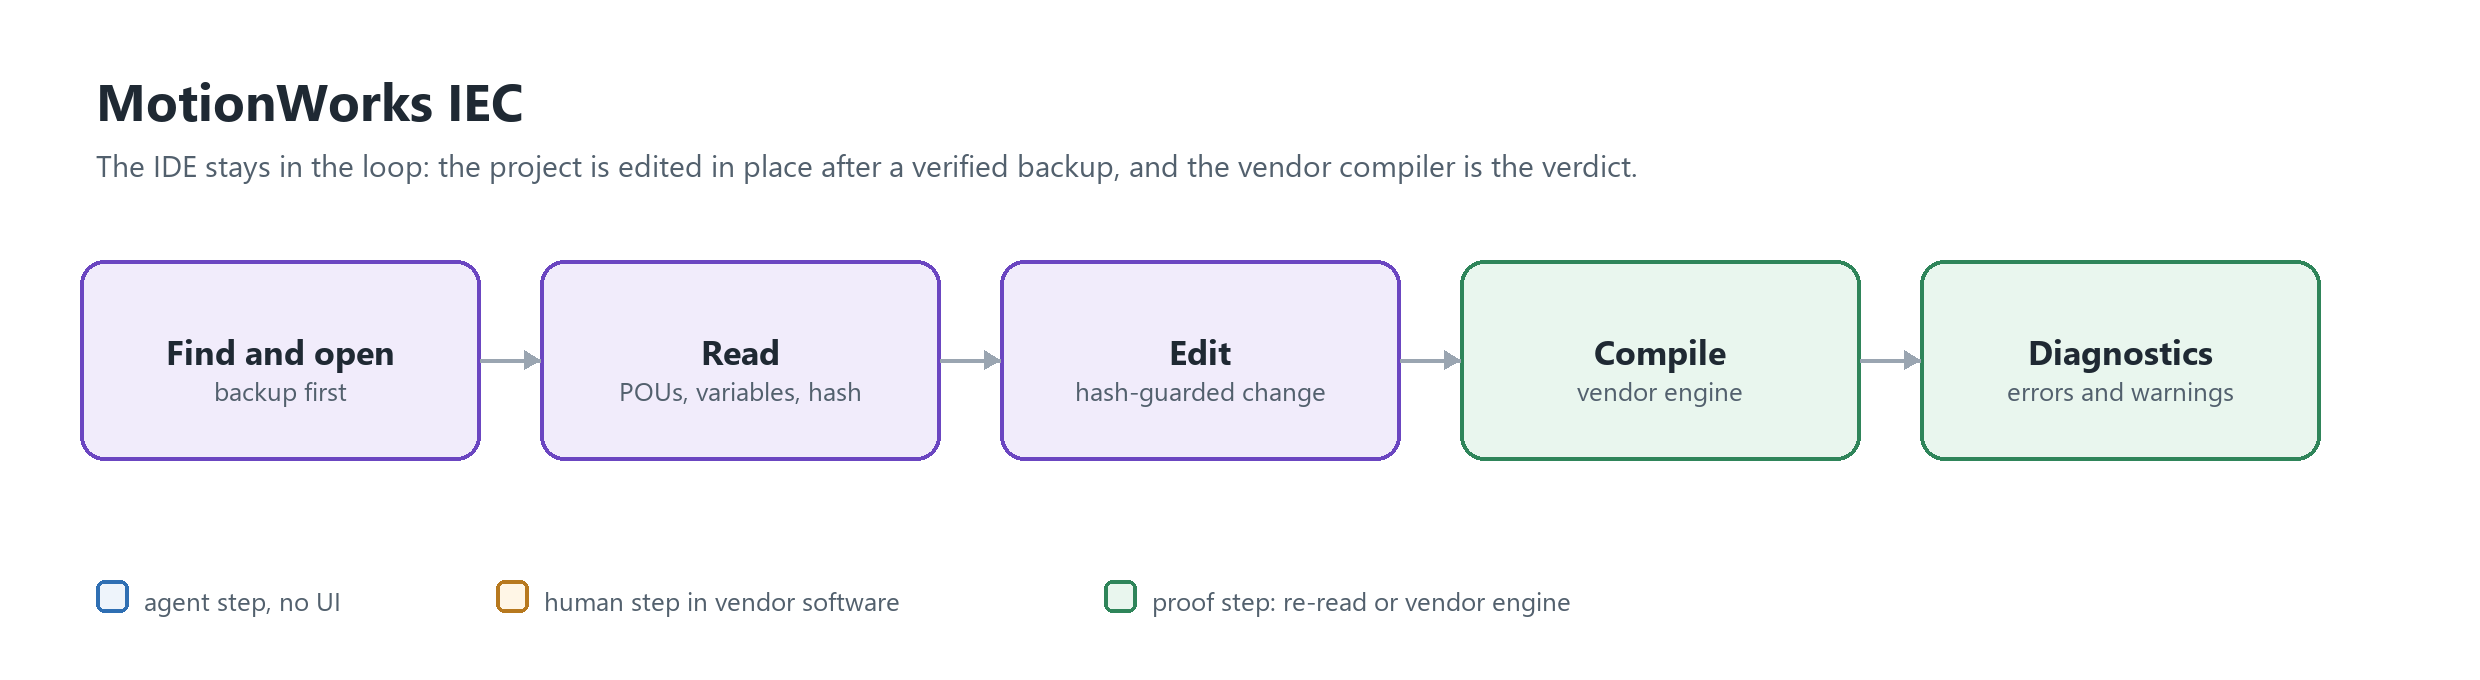 MotionWorks IEC
The IDE stays in the loop: the project is edited in place after a verified backup, and the vendor compiler is the verdict.
Find and open
backup first
Read
POUs, variables, hash
Edit
hash-guarded change
Compile
vendor engine
Diagnostics
errors and warnings
agent step, no UI
human step in vendor software
proof step: re-read or vendor engine